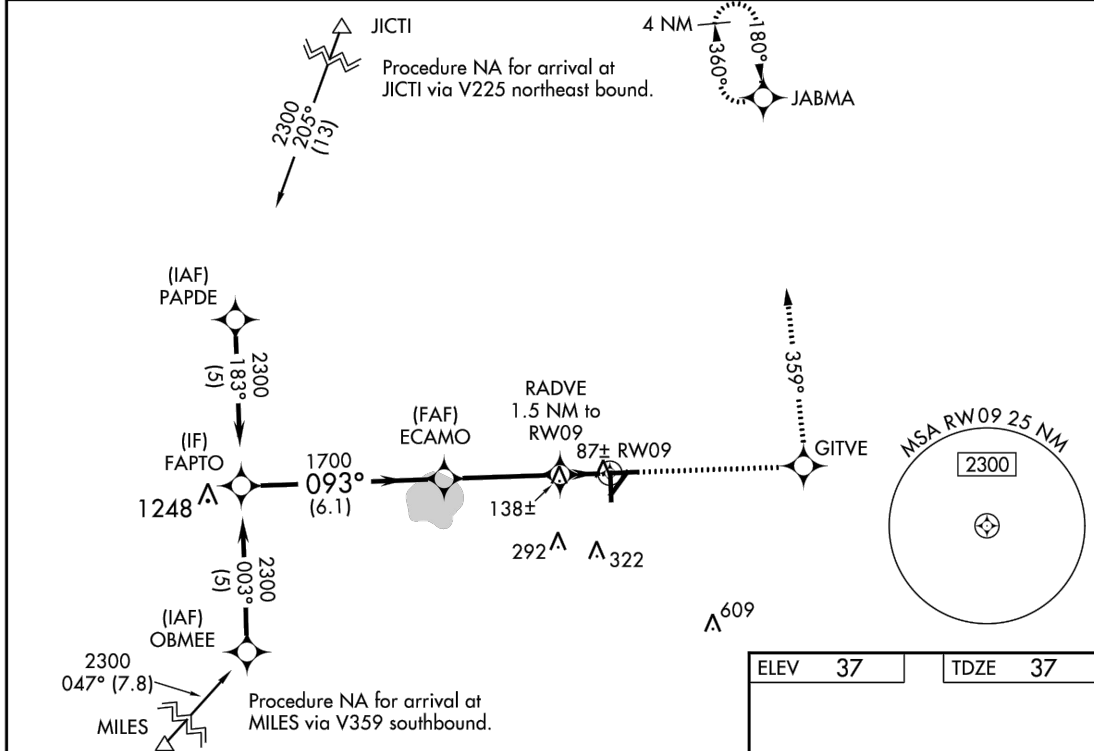 JICTI
Procedure NA for arrival at
JICTI via V225 northeast bound.
2300
205°
(13)
4 NM
360°
180°
JABMA
(IAF)
PAPDE
2300
183°
(5)
(IF)
FAPTO
1248
1700
093°
(6.1)
(FAF)
ECAMO
RADVE
1.5 NM to
RW09
87± RW09
138±
292
322
609
359°
GITVE
MSA RW09 25 NM
2300
2300
003°
(5)
(IAF)
OBMEE
2300
047° (7.8)
MILES
Procedure NA for arrival at
MILES via V359 southbound.
ELEV 37
TDZE 37